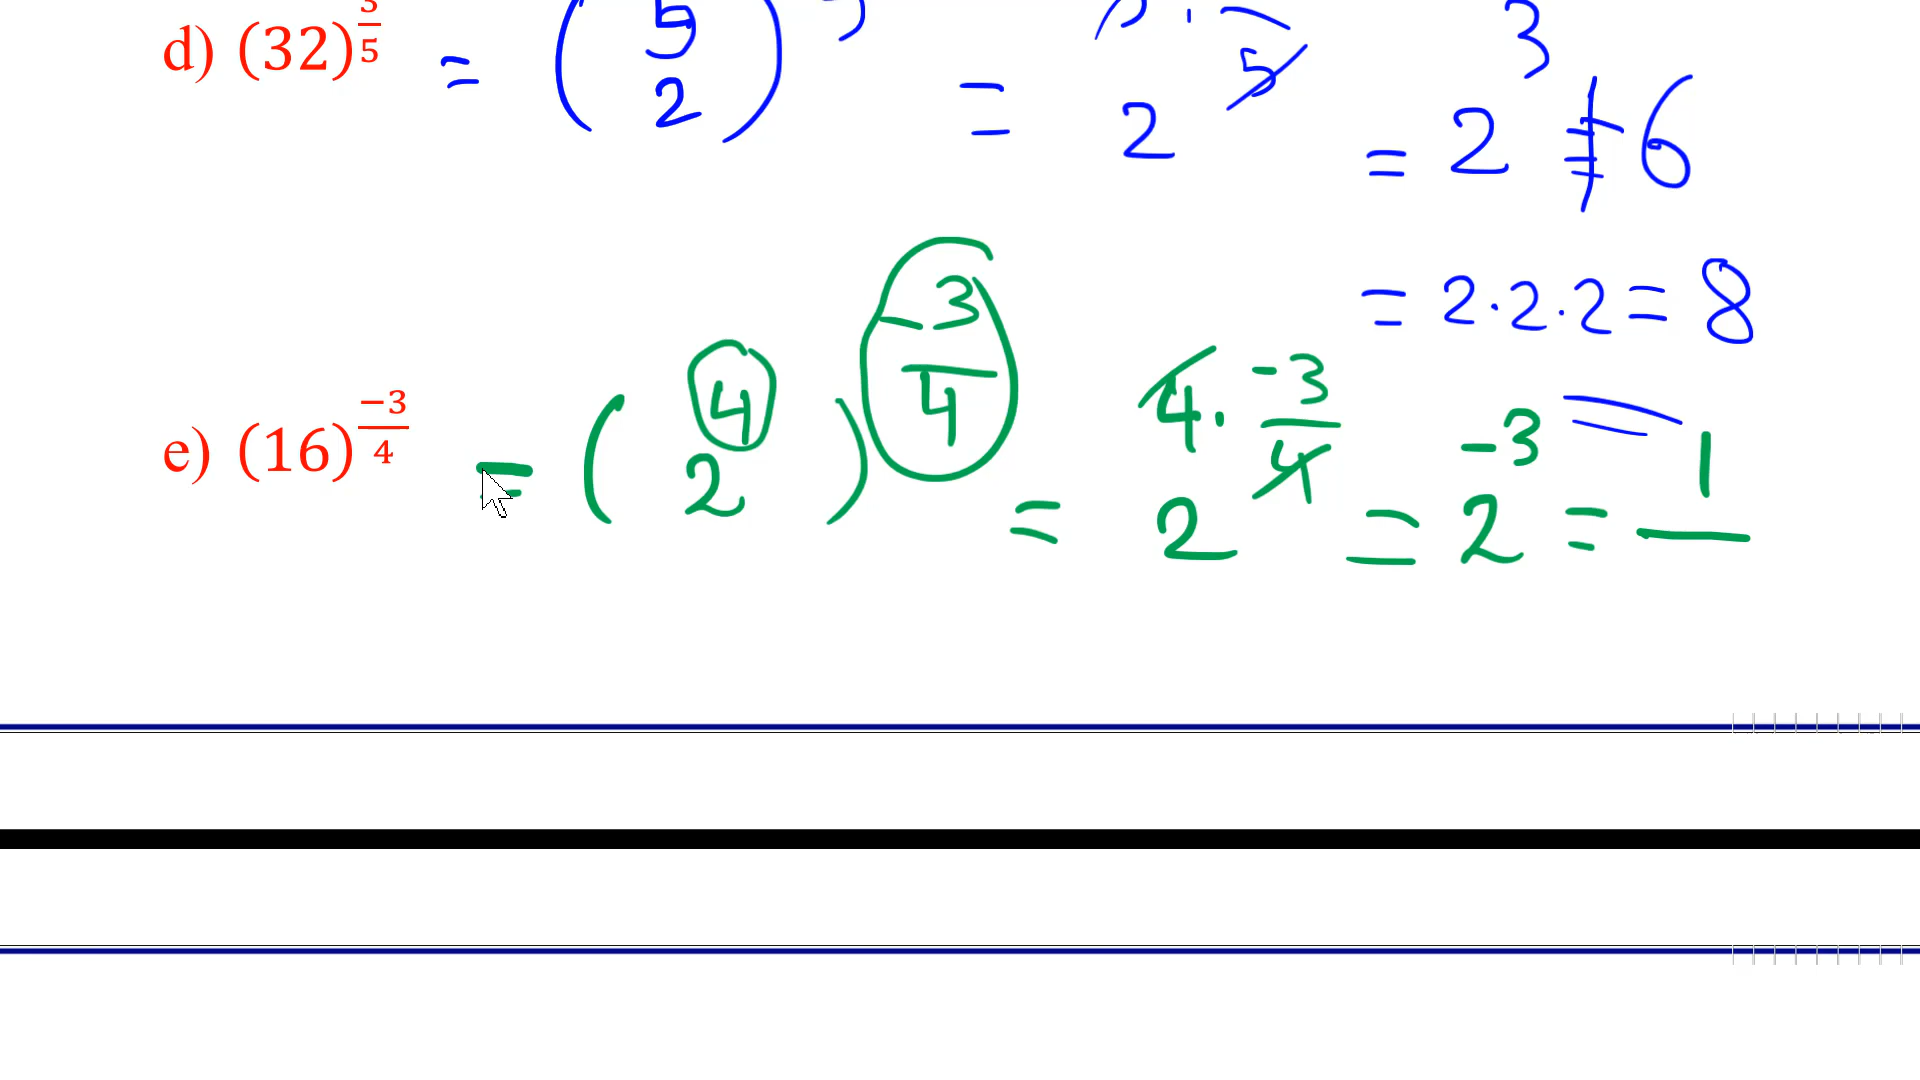 d) (32)^(3/5) = (2^5)^3 = 2^(5·3/5) = 2^3 ≠ 6
= 2·2·2 = 8
e) (16)^(-3/4) = (2^4)^(-3/4) = 2^(4·-3/4) = 2^-3 = 1/